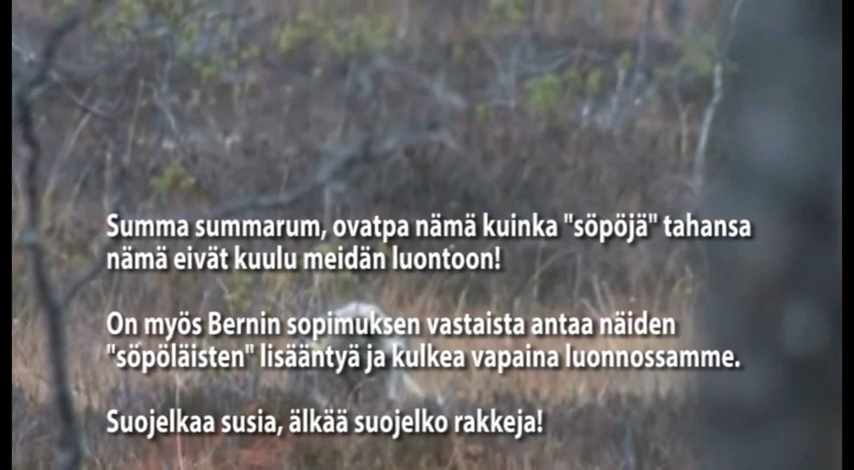 Summa summarum, ovatpa nämä kuinka "söpöjä" tahansa
nämä eivät kuulu meidän luontoon!
On myös Bernin sopimuksen vastaista antaa näiden
"söpöläisten" lisääntyä ja kulkea vapaina luonnossamme.
Suojelkaa susia, älkää suojelko rakkeja!